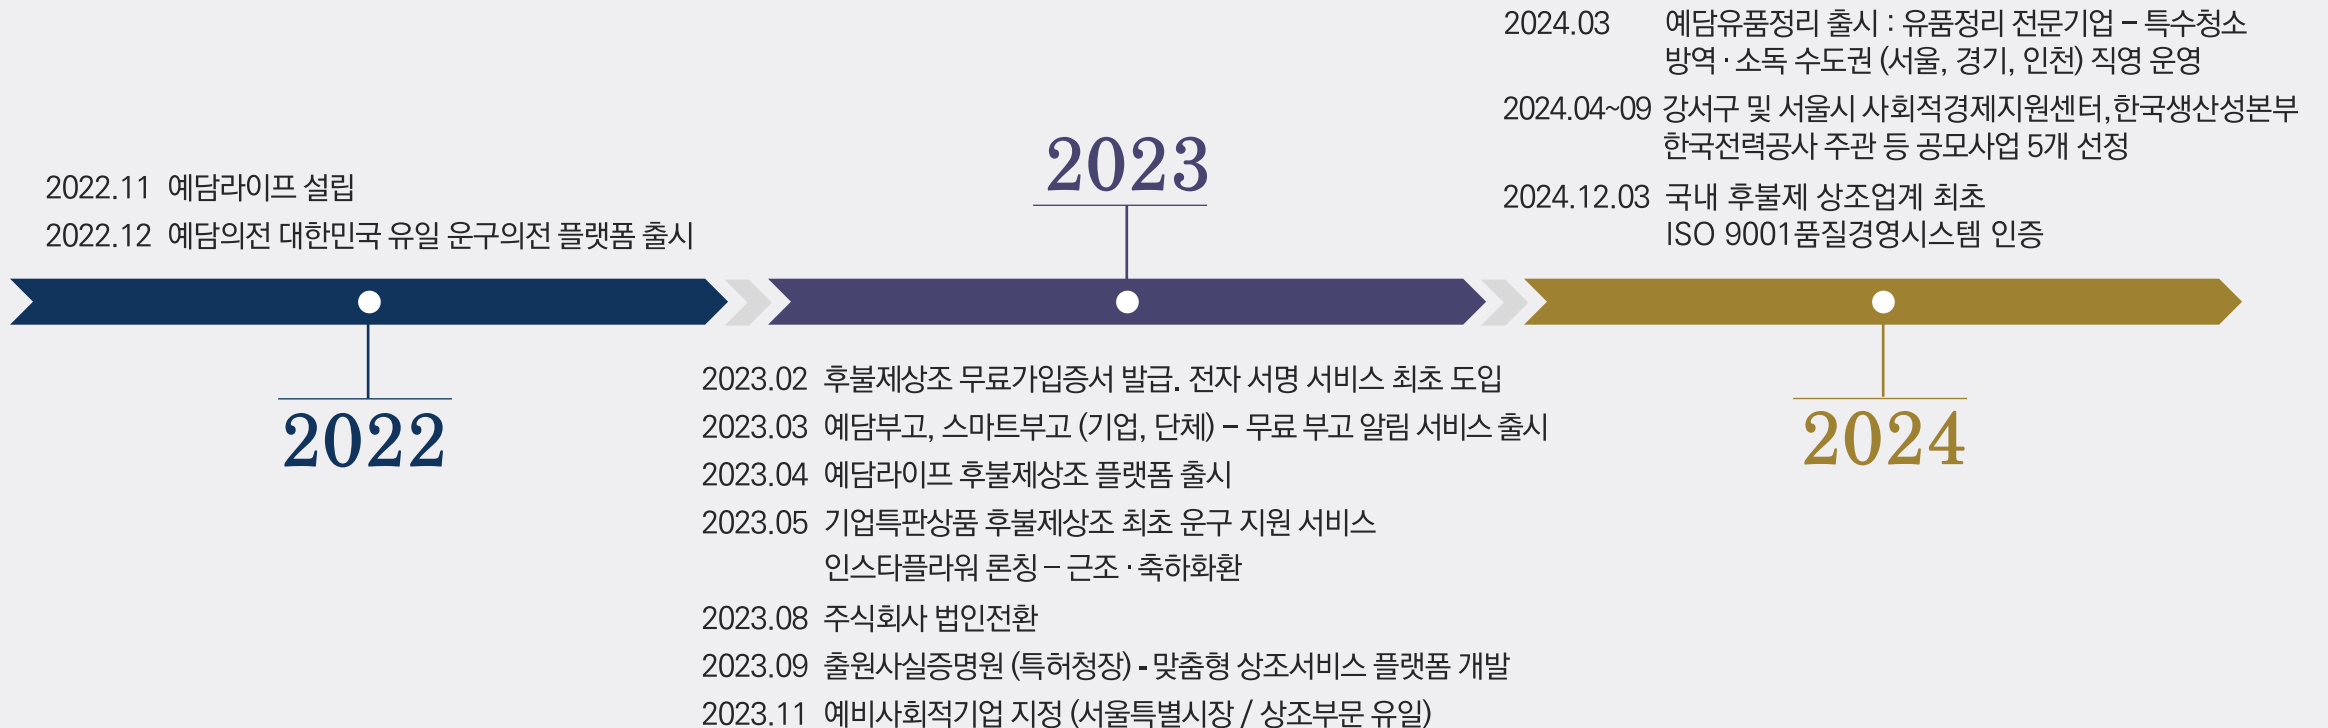 2022.11 예담라이프 설립
2022.12 예담의전 대한민국 유일 운구의전 플랫폼 출시
2022
2023
2023.02 후불제상조 무료가입증서 발급. 전자 서명 서비스 최초 도입
2023.03 예담부고, 스마트부고 (기업, 단체) – 무료 부고 알림 서비스 출시
2023.04 예담라이프 후불제상조 플랫폼 출시
2023.05 기업특판상품 후불제상조 최초 운구 지원 서비스
인스타플라워 론칭 – 근조 · 축하화환
2023.08 주식회사 법인전환
2023.09 출원사실증명원 (특허청장) - 맞춤형 상조서비스 플랫폼 개발
2023.11 예비사회적기업 지정 (서울특별시장 / 상조부문 유일)
2024.03 예담유품정리 출시 : 유품정리 전문기업 – 특수청소
방역 · 소독 수도권 (서울, 경기, 인천) 직영 운영
2024.04~09 강서구 및 서울시 사회적경제지원센터,한국생산성본부
한국전력공사 주관 등 공모사업 5개 선정
2024.12.03 국내 후불제 상조업계 최초
ISO 9001품질경영시스템 인증
2024